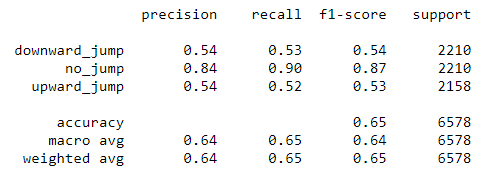 precision recall f1-score support
downward_jump 0.54 0.53 0.54 2210
no_jump 0.84 0.90 0.87 2210
upward_jump 0.54 0.52 0.53 2158
accuracy 0.65 6578
macro avg 0.64 0.65 0.64 6578
weighted avg 0.64 0.65 0.65 6578